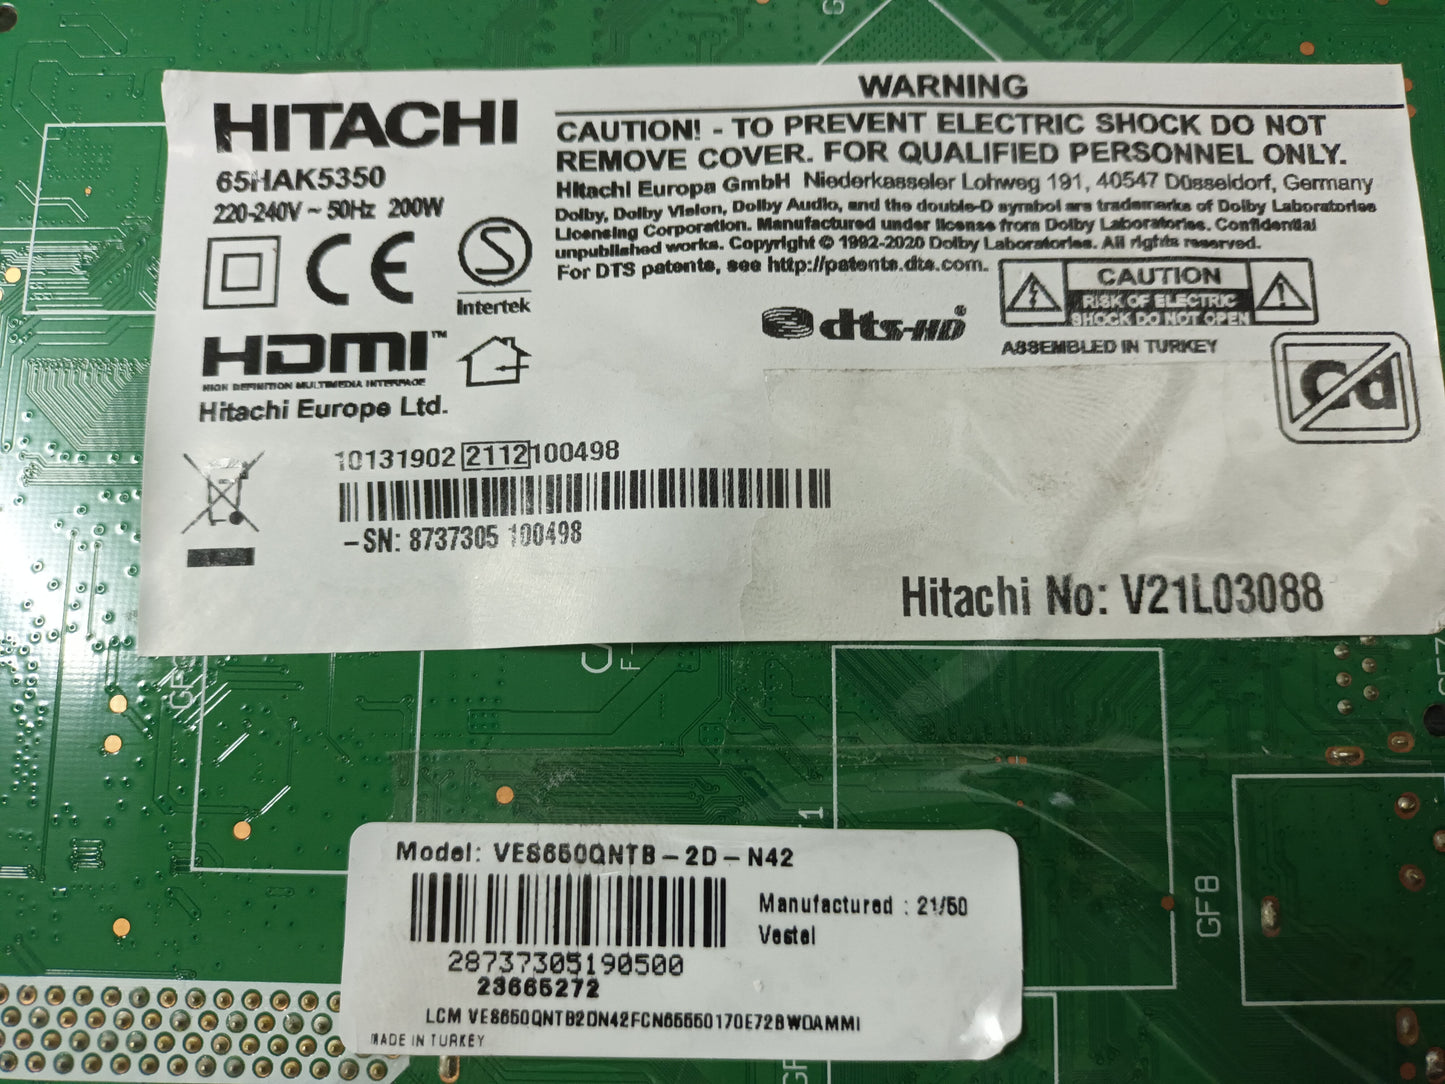 HITACHI
65HAK5350
220-240V ~ 50Hz 200W
CE
S
Intertek
HDMI™
HIGH DEFINITION MULTIMEDIA INTERFACE
Hitachi Europe Ltd.
WARNING
CAUTION! - TO PREVENT ELECTRIC SHOCK DO NOT
REMOVE COVER. FOR QUALIFIED PERSONNEL ONLY.
Hitachi Europa GmbH Niederkasseler Lohweg 191, 40547 Düsseldorf, Germany
Dolby, Dolby Vision, Dolby Audio, and the double-D symbol are trademarks of Dolby Laboratories
Licensing Corporation. Manufactured under license from Dolby Laboratories. Confidential
unpublished works. Copyright © 1992-2020 Dolby Laboratories. All rights reserved.
For DTS patents, see http://patents.dts.com.
dts-HD
CAUTION
RISK OF ELECTRIC
SHOCK DO NOT OPEN
ASSEMBLED IN TURKEY
Pb
10131902 2112 100498
-SN: 8737305 100498
Hitachi No: V21L03088
Model: VES650QNTB-2D-N42
Manufactured : 21/50
Vestel
28737305190500
23665272
LCM VES650QNTB2DN42FCN65550170E72BWDAMMI
MADE IN TURKEY
GF8